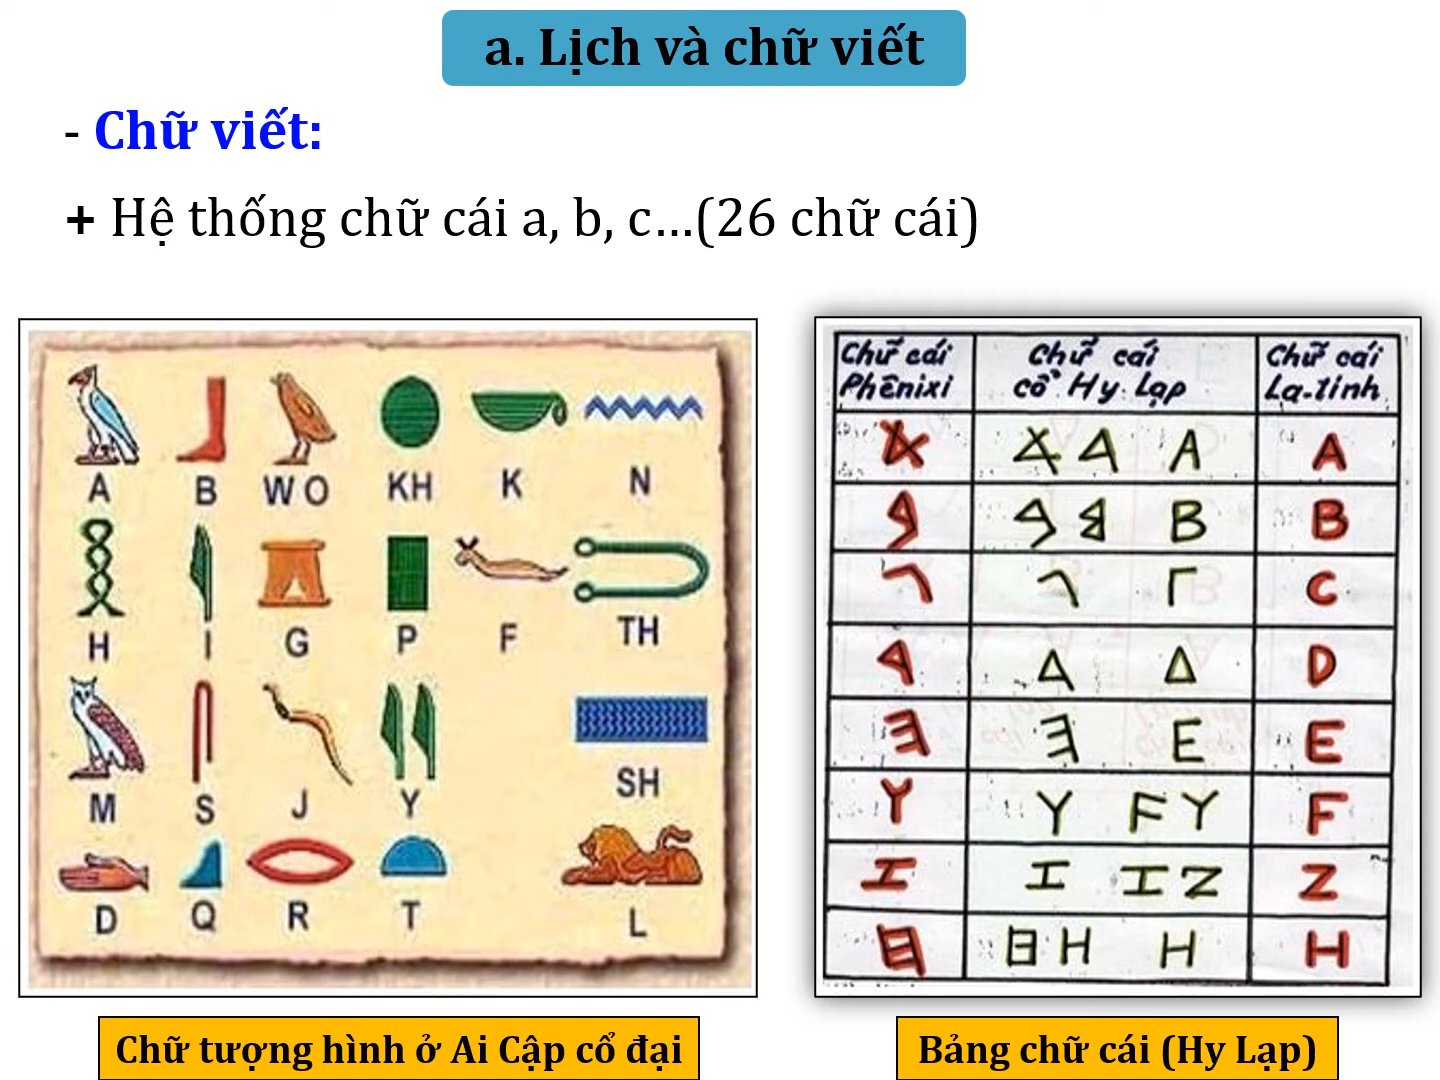 a. Lịch và chữ viết
- Chữ viết:
+ Hệ thống chữ cái a, b, c...(26 chữ cái)
A B W O KH K N
H I G P F TH
M S J Y SH
D Q R T L
Chữ tượng hình ở Ai Cập cổ đại
Chữ cái Phênixi
Chữ cái cổ Hy Lạp
Chữ cái La-tinh
A A
B B
Γ C
Δ Δ D
E E
Y F Y F
I I Z Z
H H H
Bảng chữ cái (Hy Lạp)